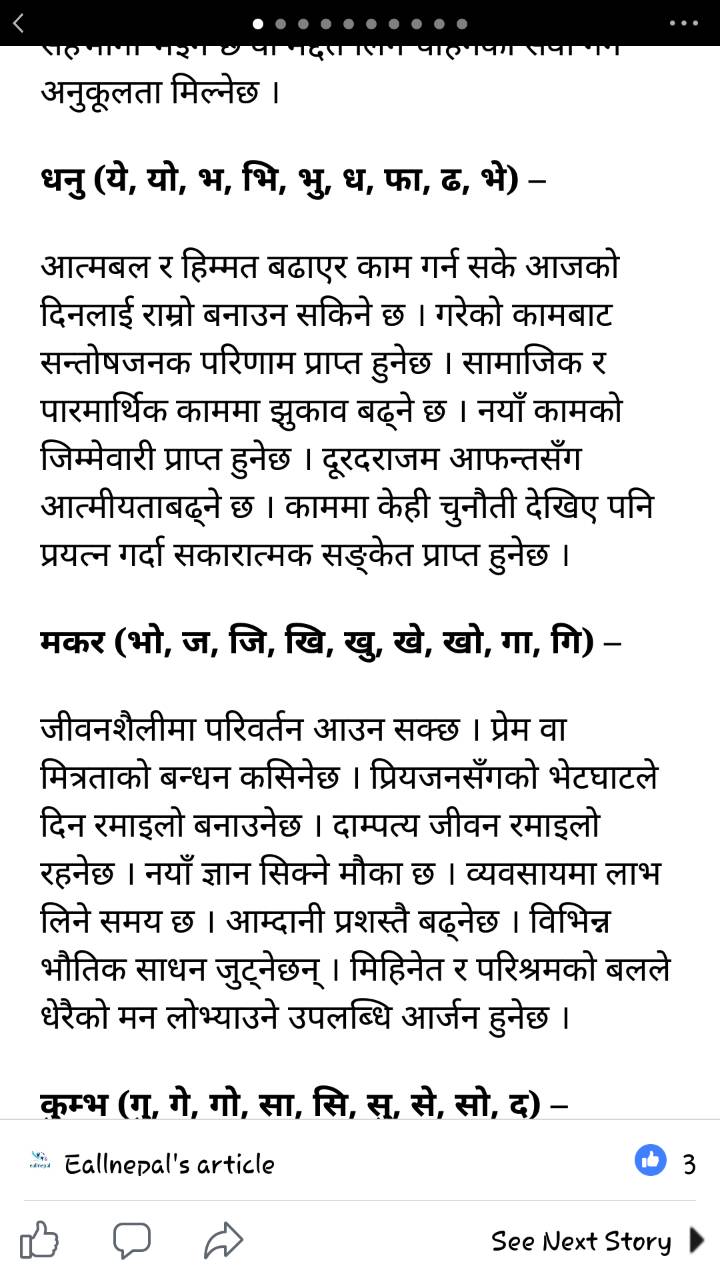 अनुकूलता मिल्नेछ ।
धनु (ये, यो, भ, भि, भु, ध, फा, ढ, भे) –
आत्मबल र हिम्मत बढाएर काम गर्न सके आजको
दिनलाई राम्रो बनाउन सकिने छ । गरेको कामबाट
सन्तोषजनक परिणाम प्राप्त हुनेछ । सामाजिक र
पारमार्थिक काममा झुकाव बढ्ने छ । नयाँ कामको
जिम्मेवारी प्राप्त हुनेछ । दूरदराजम आफन्तसँग
आत्मीयताबढ्ने छ । काममा केही चुनौती देखिए पनि
प्रयत्न गर्दा सकारात्मक सङ्केत प्राप्त हुनेछ ।
मकर (भो, ज, जि, खि, खु, खे, खो, गा, गि) –
जीवनशैलीमा परिवर्तन आउन सक्छ । प्रेम वा
मित्रताको बन्धन कसिनेछ । प्रियजनसँगको भेटघाटले
दिन रमाइलो बनाउनेछ । दाम्पत्य जीवन रमाइलो
रहनेछ । नयाँ ज्ञान सिक्ने मौका छ । व्यवसायमा लाभ
लिने समय छ । आम्दानी प्रशस्तै बढ्नेछ । विभिन्न
भौतिक साधन जुट्नेछन् । मिहिनेत र परिश्रमको बलले
धेरैको मन लोभ्याउने उपलब्धि आर्जन हुनेछ ।
कुम्भ (गु, गे, गो, सा, सि, सु, से, सो, द) –
Eallnepal's article
3
See Next Story